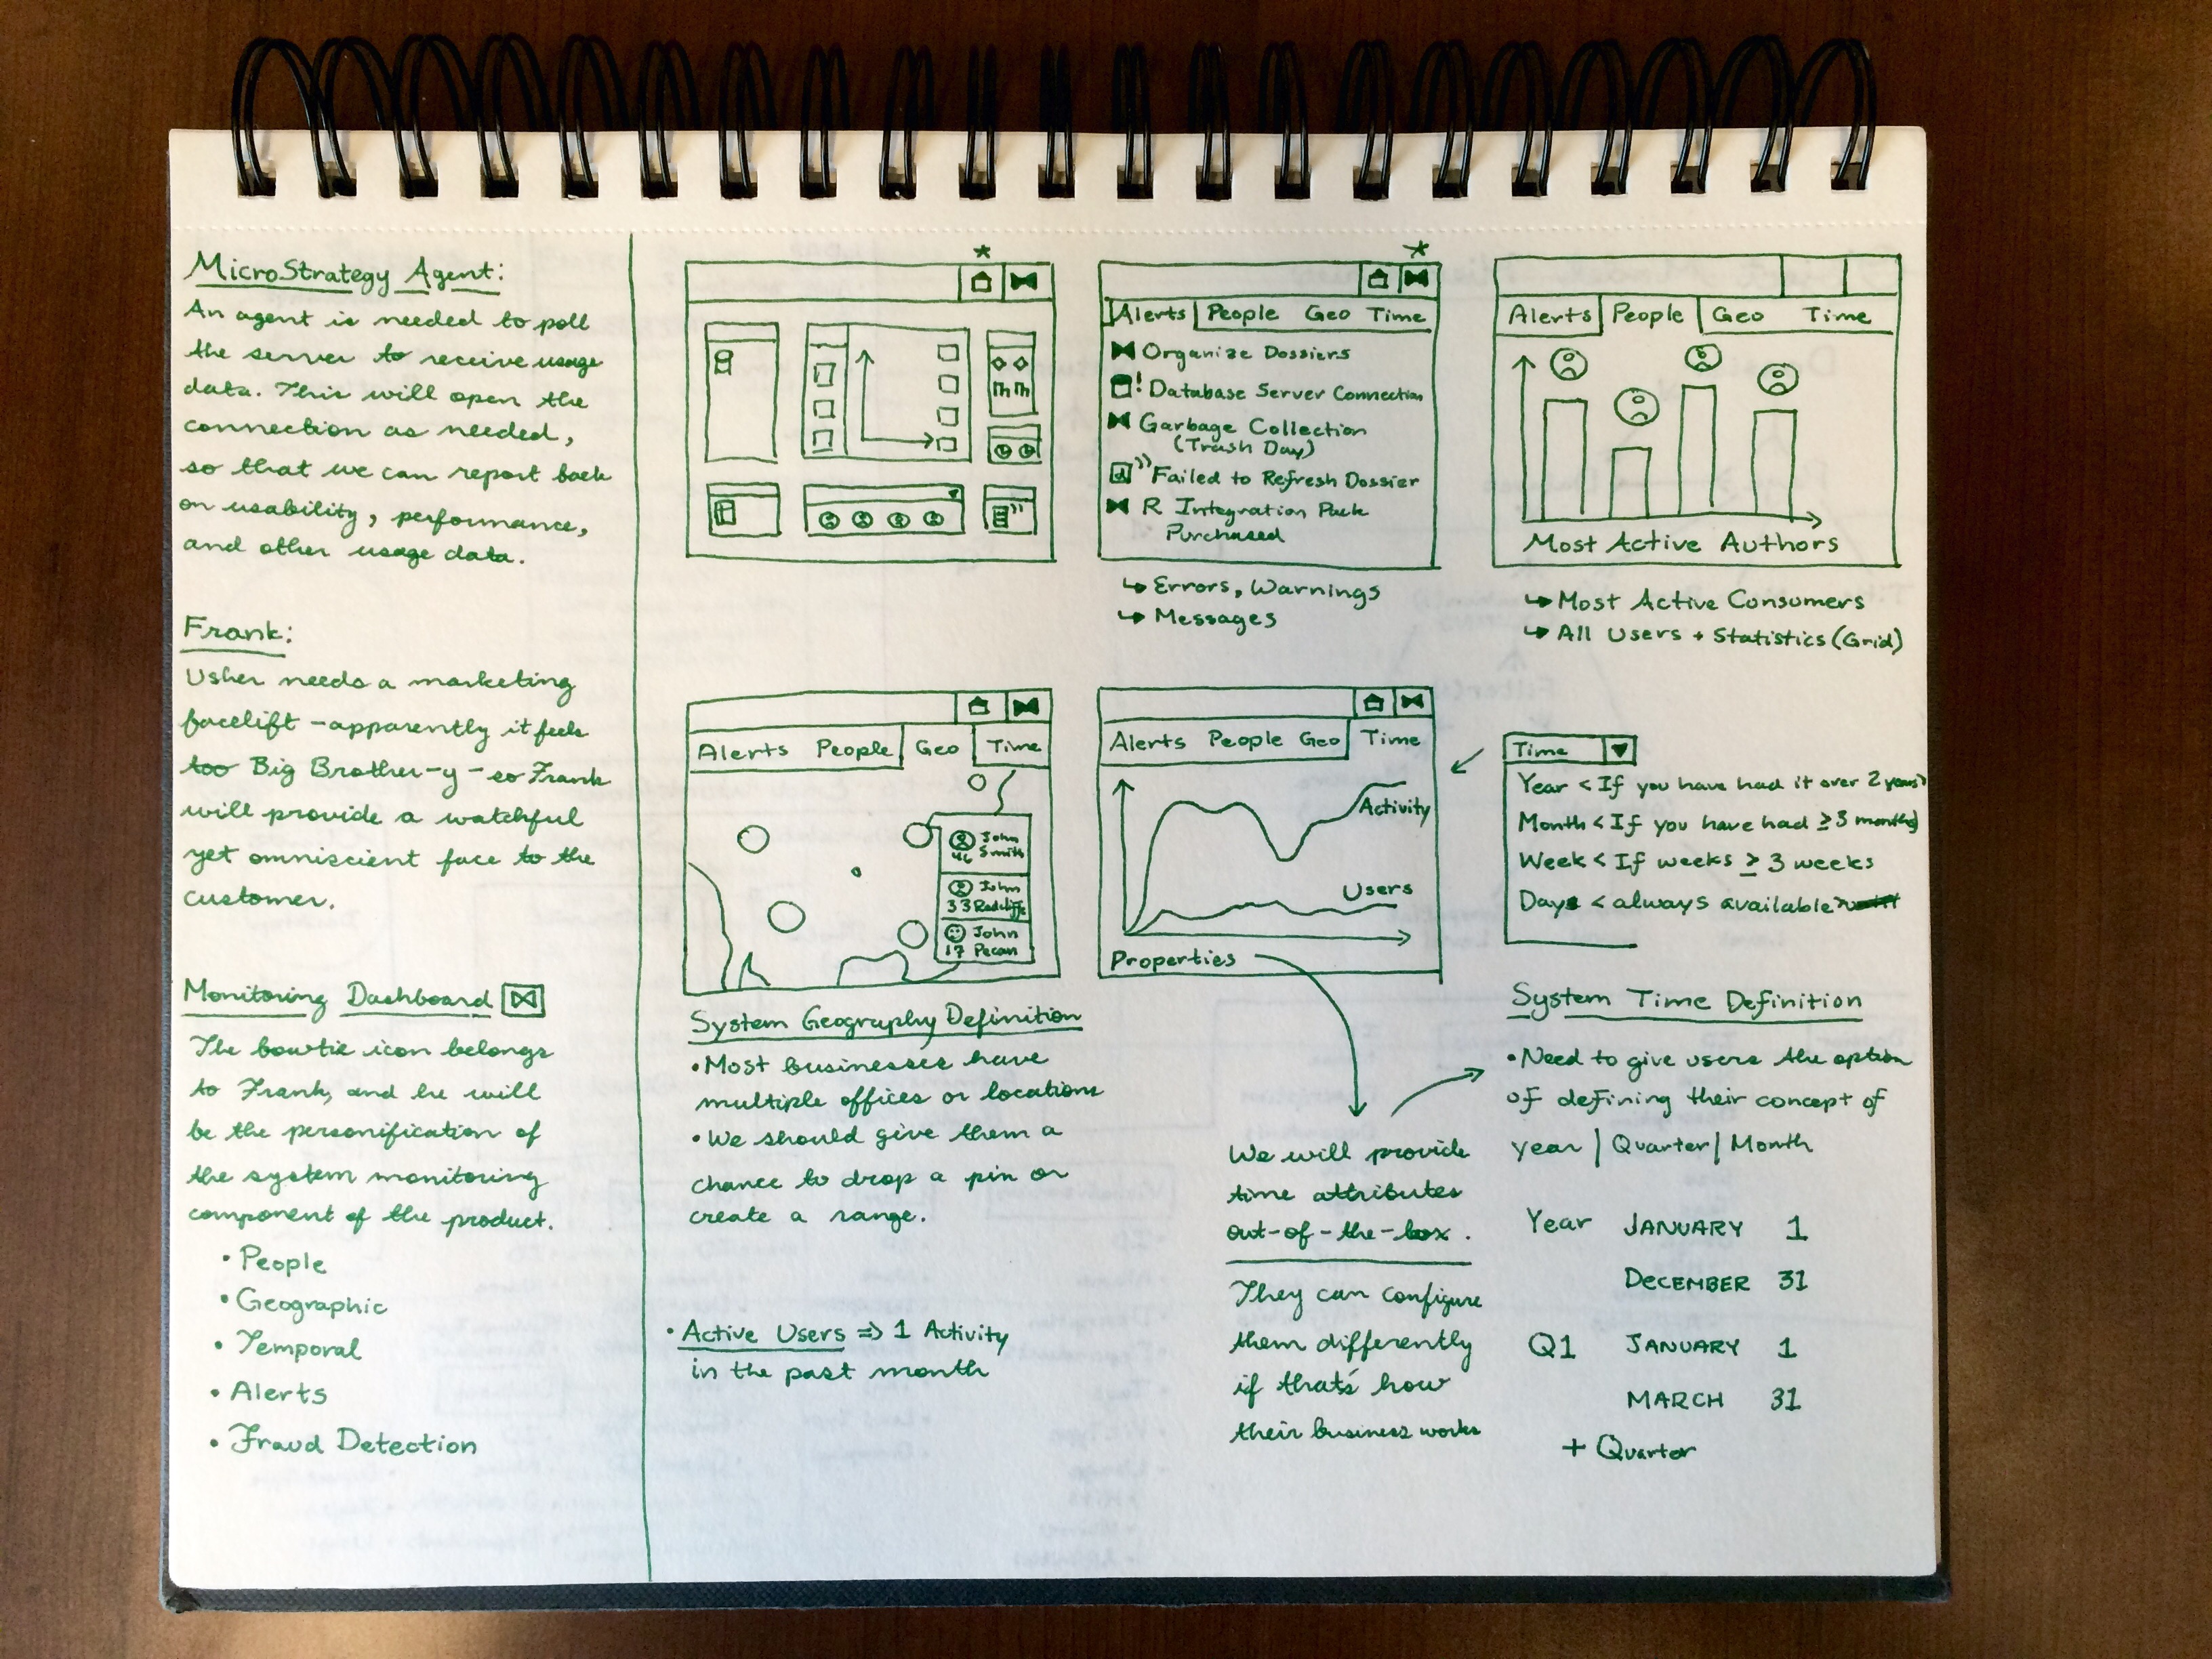 MicroStrategy Agent:
An agent is needed to poll
the server to receive usage
data. This will open the
connection as needed,
so that we can report back
on usability, performance,
and other usage data.
Frank:
Usher needs a marketing
facelift - apparently it feels
too Big Brother-y - so Frank
will provide a watchful
yet omniscient face to the
customer.
Monitoring Dashboard
The bowtie icon belongs
to Frank, and he will
be the personification of
the system monitoring
component of the product.
• People
• Geographic
• Temporal
• Alerts
• Fraud Detection
Alerts People Geo Time
Organize Dossiers
! Database Server Connection
Garbage Collection
(Trash Day)
Failed to Refresh Dossier
R Integration Pack
Purchased
↳ Errors, Warnings
↳ Messages
Alerts People Geo Time
Most Active Authors
↳ Most Active Consumers
↳ All Users + Statistics (Grid)
Alerts People Geo Time
John
46 Smith
John
33 Radcliffe
John
17 Pecan
System Geography Definition
• Most businesses have
multiple offices or locations
• We should give them a
chance to drop a pin or
create a range.
• Active Users => 1 Activity
in the past month
Alerts People Geo Time
Activity
Users
Properties
We will provide
time attributes
out-of-the-box.
They can configure
them differently
if that's how
their business works
Time
Year < If you have had it over 2 years>
Month < If you have had ≥ 3 months>
Week < If weeks ≥ 3 weeks
Days < always available>
System Time Definition
• Need to give users the option
of defining their concept of
year | Quarter | Month
Year JANUARY 1
DECEMBER 31
Q1 JANUARY 1
MARCH 31
+ Quarter